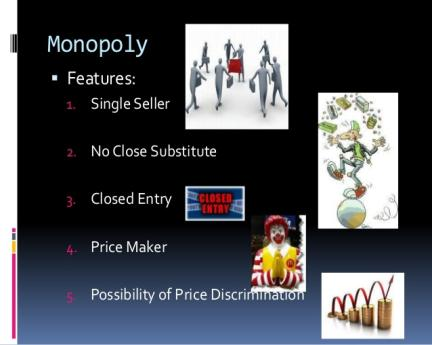 Monopoly
Features:
1. Single Seller
2. No Close Substitute
3. Closed Entry
CLOSED
ENTRY
4. Price Maker
5. Possibility of Price Discrimination